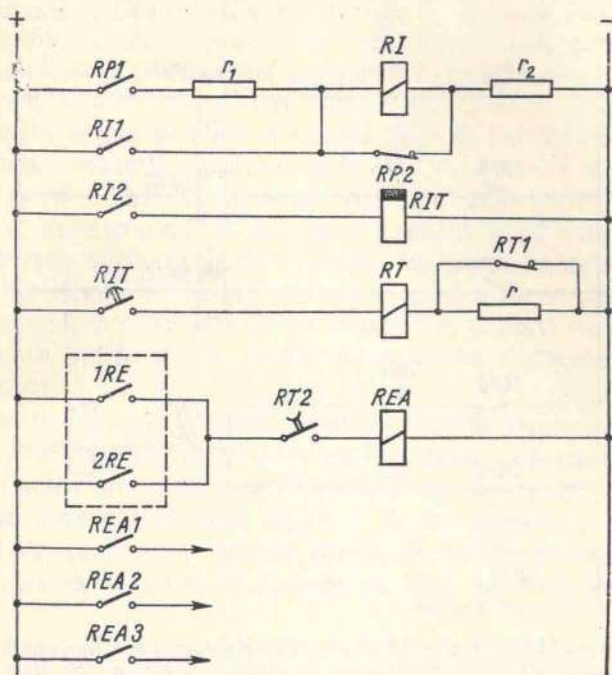 + −
RP1 r₁ RI r₂
RI1
RP2
RI2 RIT
RT1
RIT RT
r
1RE RT2 REA
2RE
REA1
REA2
REA3